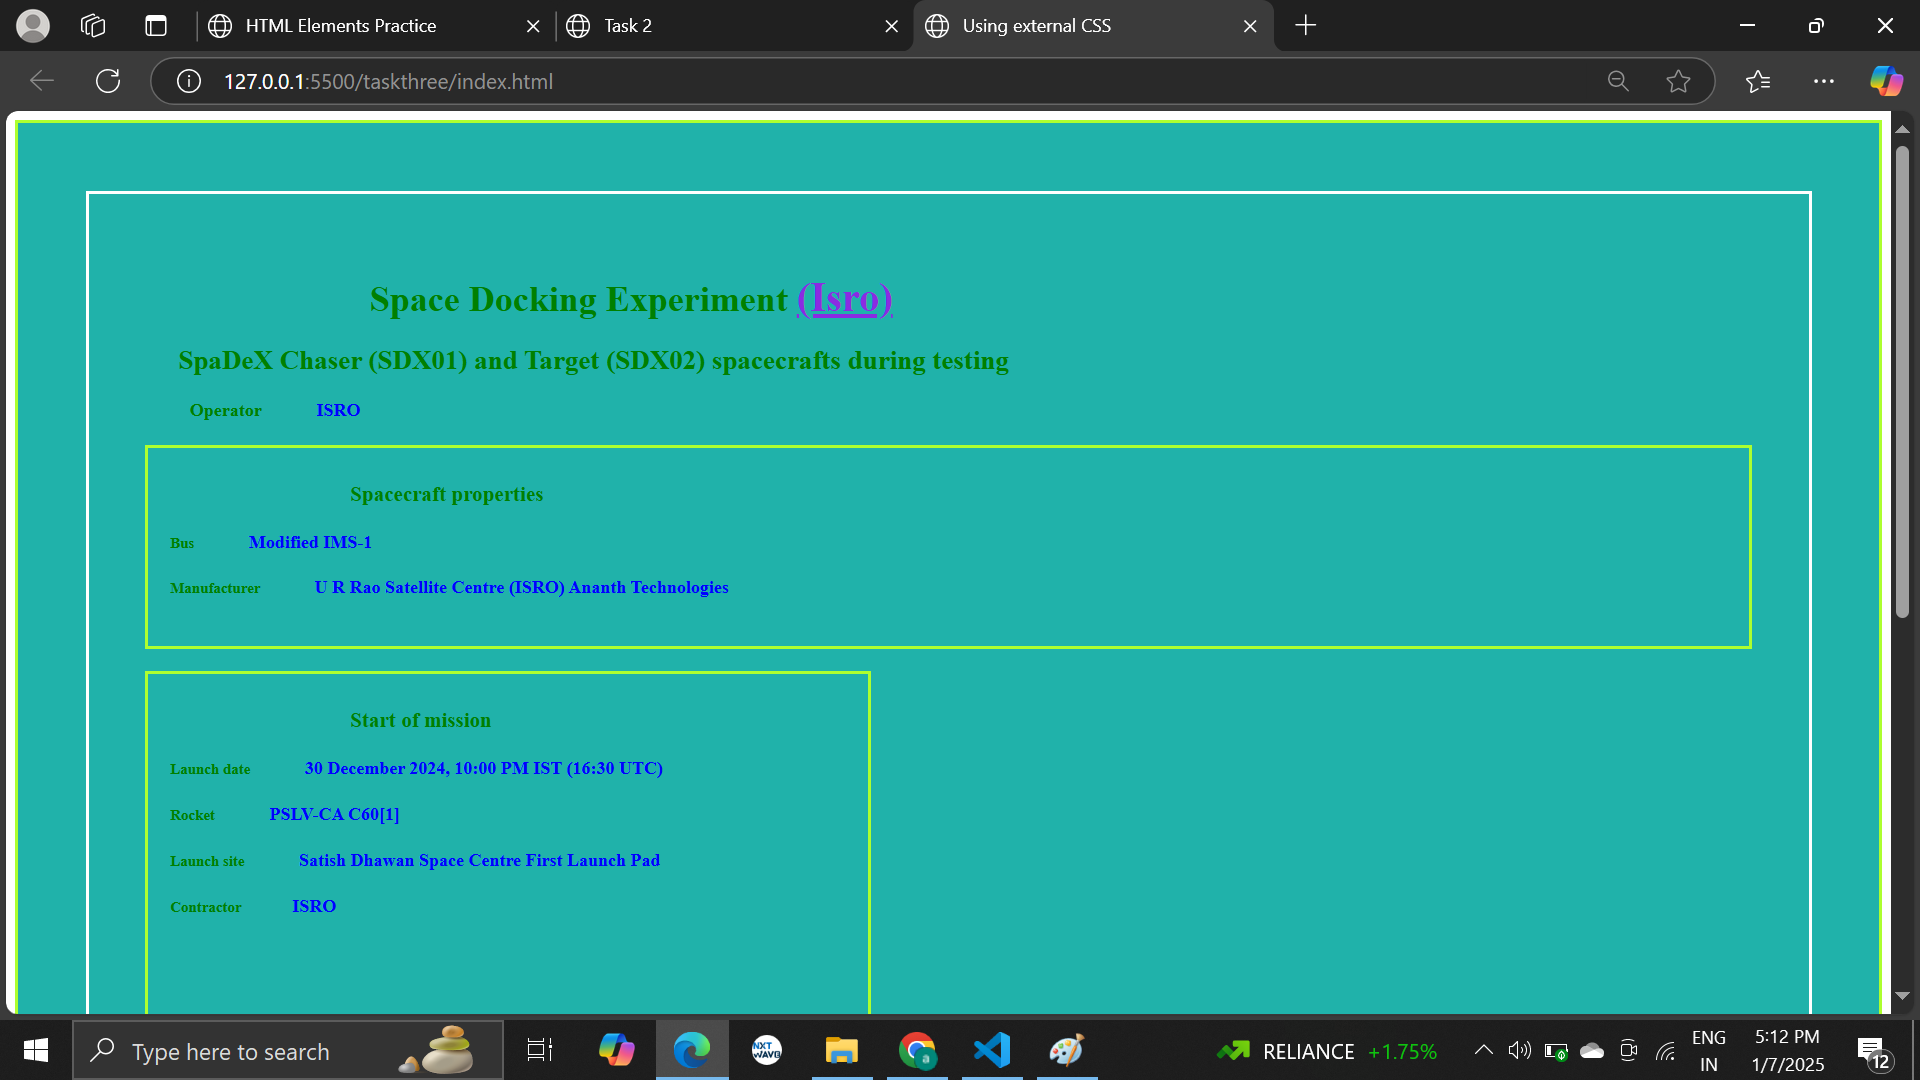 HTML Elements Practice
Task 2
Using external CSS
127.0.0.1:5500/taskthree/index.html
Space Docking Experiment (Isro)
SpaDeX Chaser (SDX01) and Target (SDX02) spacecrafts during testing
Operator ISRO
Spacecraft properties
Bus Modified IMS-1
Manufacturer U R Rao Satellite Centre (ISRO) Ananth Technologies
Start of mission
Launch date 30 December 2024, 10:00 PM IST (16:30 UTC)
Rocket PSLV-CA C60[1]
Launch site Satish Dhawan Space Centre First Launch Pad
Contractor ISRO
Type here to search
NXT
WAVE
a
RELIANCE +1.75%
ENG
IN
5:12 PM
1/7/2025
12